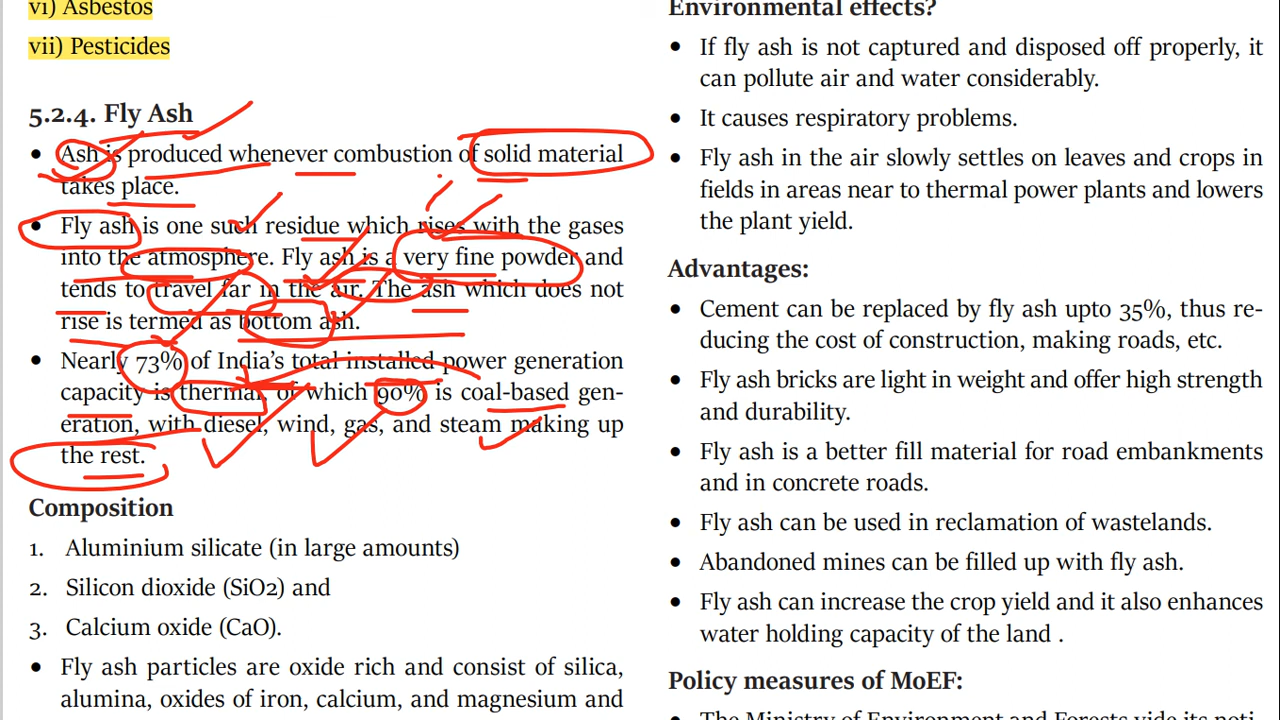 vi) Asbestos
vii) Pesticides
5.2.4. Fly Ash
• Ash is produced whenever combustion of solid material
takes place.
• Fly ash is one such residue which rises with the gases
into the atmosphere. Fly ash is a very fine powder and
tends to travel far in the air. The ash which does not
rise is termed as bottom ash.
• Nearly 73% of India's total installed power generation
capacity is thermal, of which 90% is coal-based gen-
eration, with diesel, wind, gas, and steam making up
the rest.
Composition
1. Aluminium silicate (in large amounts)
2. Silicon dioxide (SiO2) and
3. Calcium oxide (CaO).
• Fly ash particles are oxide rich and consist of silica,
alumina, oxides of iron, calcium, and magnesium and
Environmental effects?
• If fly ash is not captured and disposed off properly, it
can pollute air and water considerably.
• It causes respiratory problems.
• Fly ash in the air slowly settles on leaves and crops in
fields in areas near to thermal power plants and lowers
the plant yield.
Advantages:
• Cement can be replaced by fly ash upto 35%, thus re-
ducing the cost of construction, making roads, etc.
• Fly ash bricks are light in weight and offer high strength
and durability.
• Fly ash is a better fill material for road embankments
and in concrete roads.
• Fly ash can be used in reclamation of wastelands.
• Abandoned mines can be filled up with fly ash.
• Fly ash can increase the crop yield and it also enhances
water holding capacity of the land .
Policy measures of MoEF:
• The Ministry of Environment and Forests vide its noti-